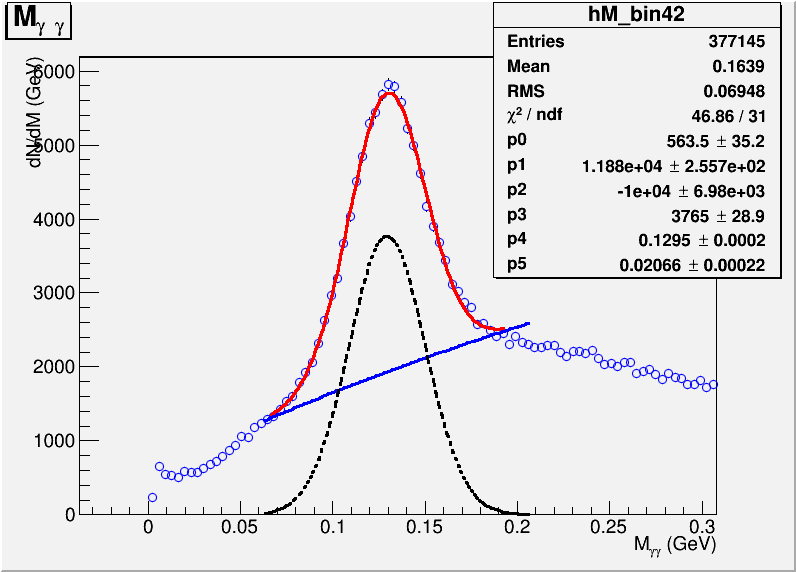 M γ γ
hM_bin42
Entries 377145
Mean 0.1639
RMS 0.06948
χ² / ndf 46.86 / 31
p0 563.5 ± 35.2
p1 1.188e+04 ± 2.557e+02
p2 -1e+04 ± 6.98e+03
p3 3765 ± 28.9
p4 0.1295 ± 0.0002
p5 0.02066 ± 0.00022
dN/dM (GeV)
6000
5000
4000
3000
2000
1000
0
0 0.05 0.1 0.15 0.2 0.25 0.3
M γγ (GeV)